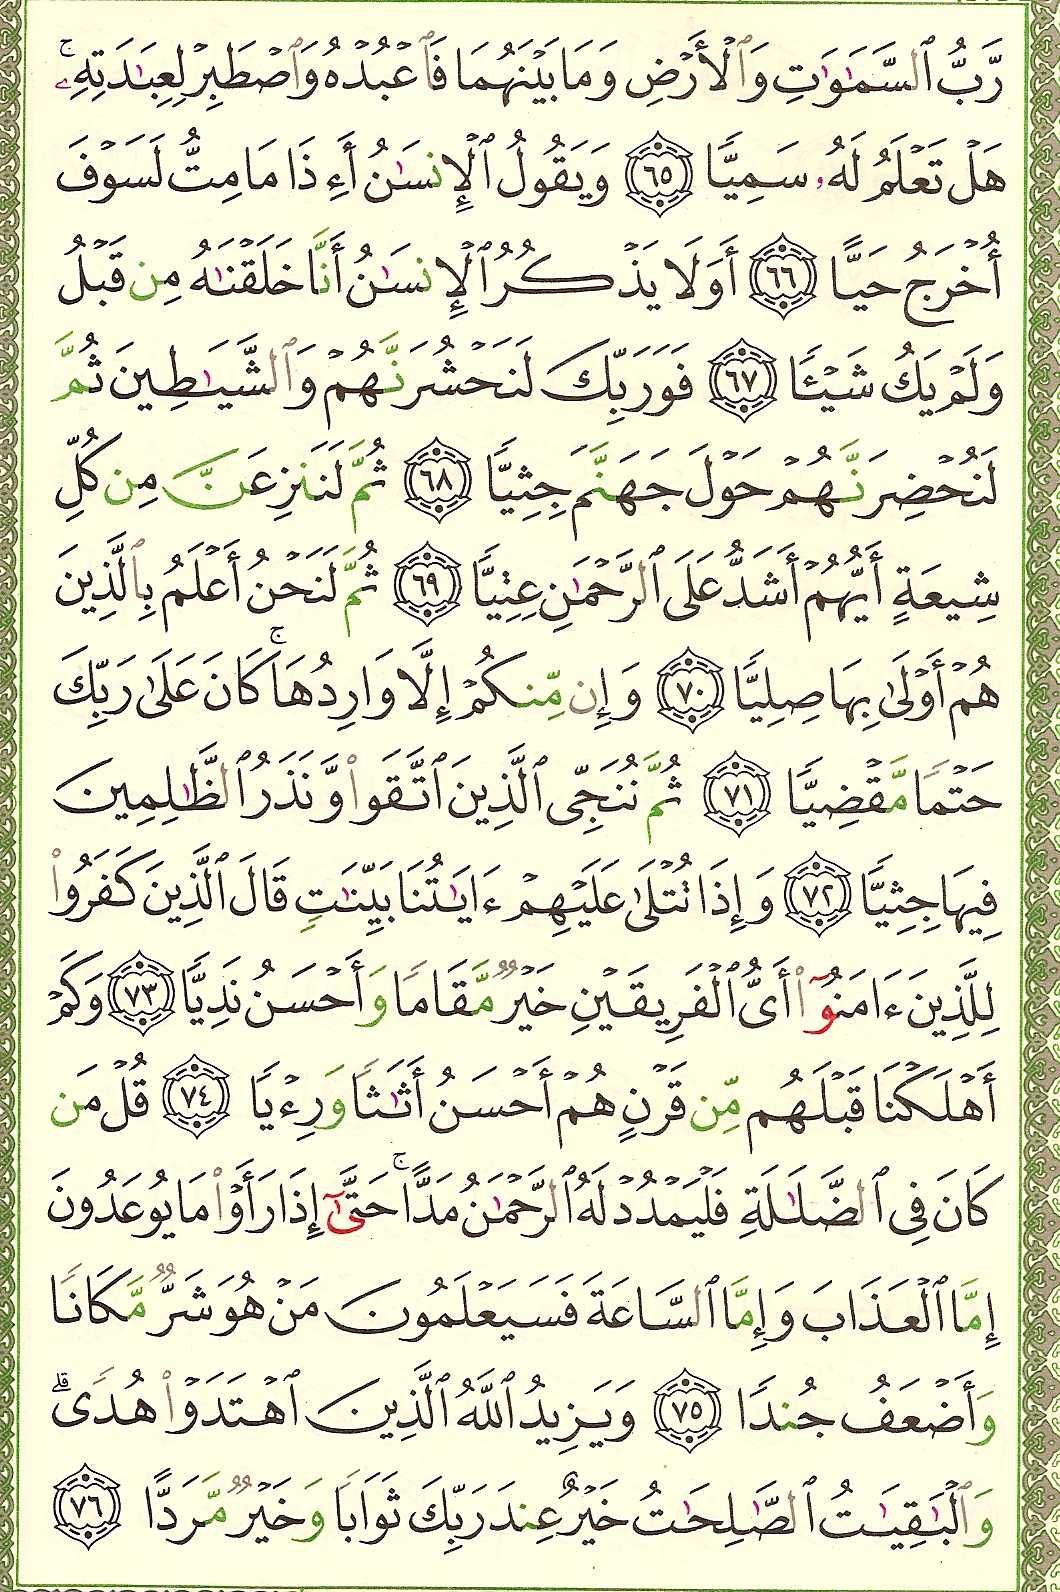 رَّبُّ ٱلسَّمَٰوَٰتِ وَٱلْأَرْضِ وَمَا بَيْنَهُمَا فَٱعْبُدْهُ وَٱصْطَبِرْ لِعِبَٰدَتِهِۦۚ
هَلْ تَعْلَمُ لَهُۥ سَمِيًّا ٦٥ وَيَقُولُ ٱلْإِنسَٰنُ أَءِذَا مَا مِتُّ لَسَوْفَ
أُخْرَجُ حَيًّا ٦٦ أَوَلَا يَذْكُرُ ٱلْإِنسَٰنُ أَنَّا خَلَقْنَٰهُ مِن قَبْلُ
وَلَمْ يَكُ شَيْـًٔا ٦٧ فَوَرَبِّكَ لَنَحْشُرَنَّهُمْ وَٱلشَّيَٰطِينَ ثُمَّ
لَنُحْضِرَنَّهُمْ حَوْلَ جَهَنَّمَ جِثِيًّا ٦٨ ثُمَّ لَنَنزِعَنَّ مِن كُلِّ
شِيعَةٍ أَيُّهُمْ أَشَدُّ عَلَى ٱلرَّحْمَٰنِ عِتِيًّا ٦٩ ثُمَّ لَنَحْنُ أَعْلَمُ بِٱلَّذِينَ
هُمْ أَوْلَىٰ بِهَا صِلِيًّا ٧٠ وَإِن مِّنكُمْ إِلَّا وَارِدُهَاۚ كَانَ عَلَىٰ رَبِّكَ
حَتْمًا مَّقْضِيًّا ٧١ ثُمَّ نُنَجِّى ٱلَّذِينَ ٱتَّقَوا۟ وَّنَذَرُ ٱلظَّٰلِمِينَ
فِيهَا جِثِيًّا ٧٢ وَإِذَا تُتْلَىٰ عَلَيْهِمْ ءَايَٰتُنَا بَيِّنَٰتٍ قَالَ ٱلَّذِينَ كَفَرُوا۟
لِلَّذِينَ ءَامَنُوٓا۟ أَىُّ ٱلْفَرِيقَيْنِ خَيْرٌ مَّقَامًا وَأَحْسَنُ نَدِيًّا ٧٣ وَكَمْ
أَهْلَكْنَا قَبْلَهُم مِّن قَرْنٍ هُمْ أَحْسَنُ أَثَٰثًا وَرِءْيًا ٧٤ قُلْ مَن
كَانَ فِى ٱلضَّلَٰلَةِ فَلْيَمْدُدْ لَهُ ٱلرَّحْمَٰنُ مَدًّاۚ حَتَّىٰٓ إِذَا رَأَوْا۟ مَا يُوعَدُونَ
إِمَّا ٱلْعَذَابَ وَإِمَّا ٱلسَّاعَةَ فَسَيَعْلَمُونَ مَنْ هُوَ شَرٌّ مَّكَانًا
وَأَضْعَفُ جُندًا ٧٥ وَيَزِيدُ ٱللَّهُ ٱلَّذِينَ ٱهْتَدَوْا۟ هُدًىۗ
وَٱلْبَٰقِيَٰتُ ٱلصَّٰلِحَٰتُ خَيْرٌ عِندَ رَبِّكَ ثَوَابًا وَخَيْرٌ مَّرَدًّا ٧٦